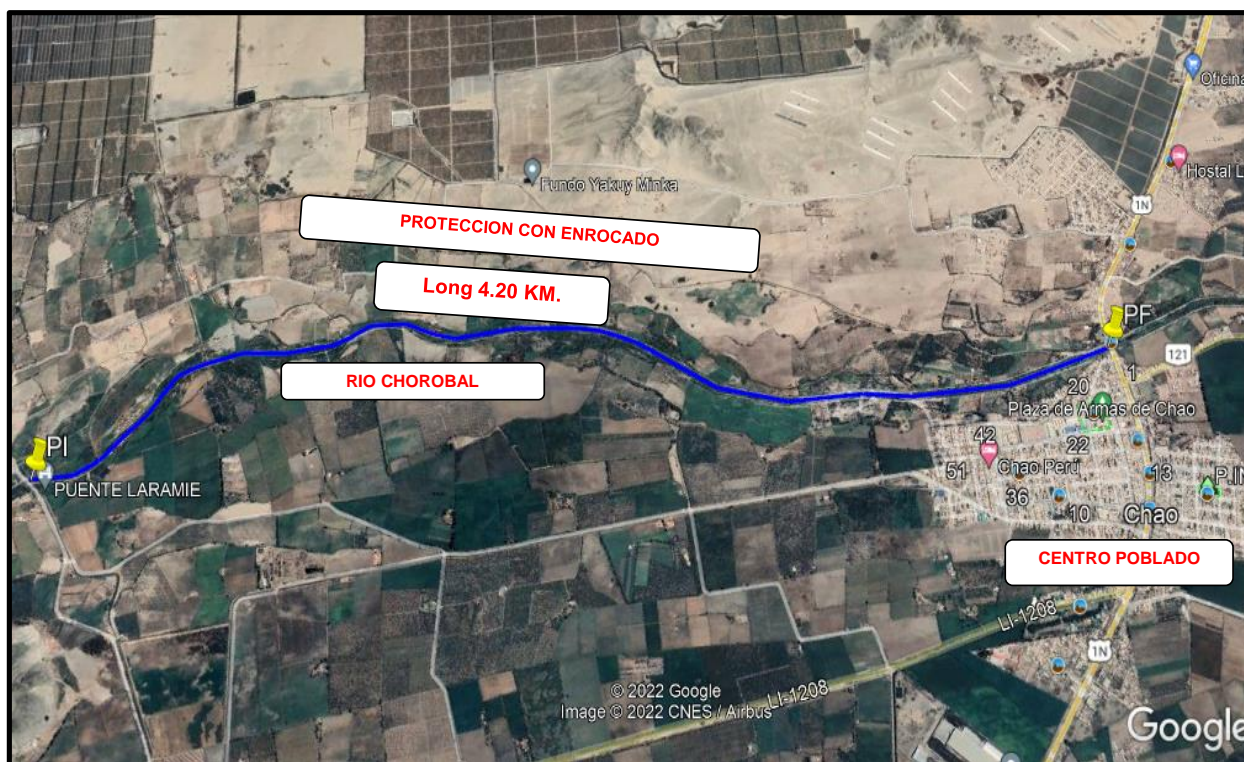 Oficina
Hostal L
Fundo Yakuy Minka
1N
PROTECCION CON ENROCADO
Long 4.20 KM.
PF
121
1
RIO CHOROBAL
20
Plaza de Armas de Chao
42
22
PI
51
Chao Perú
13
P.IN
PUENTE LARAMIE
36
10
Chao
CENTRO POBLADO
LI-1208
1N
© 2022 Google
LI-1208
Image © 2022 CNES / Airbus
Google